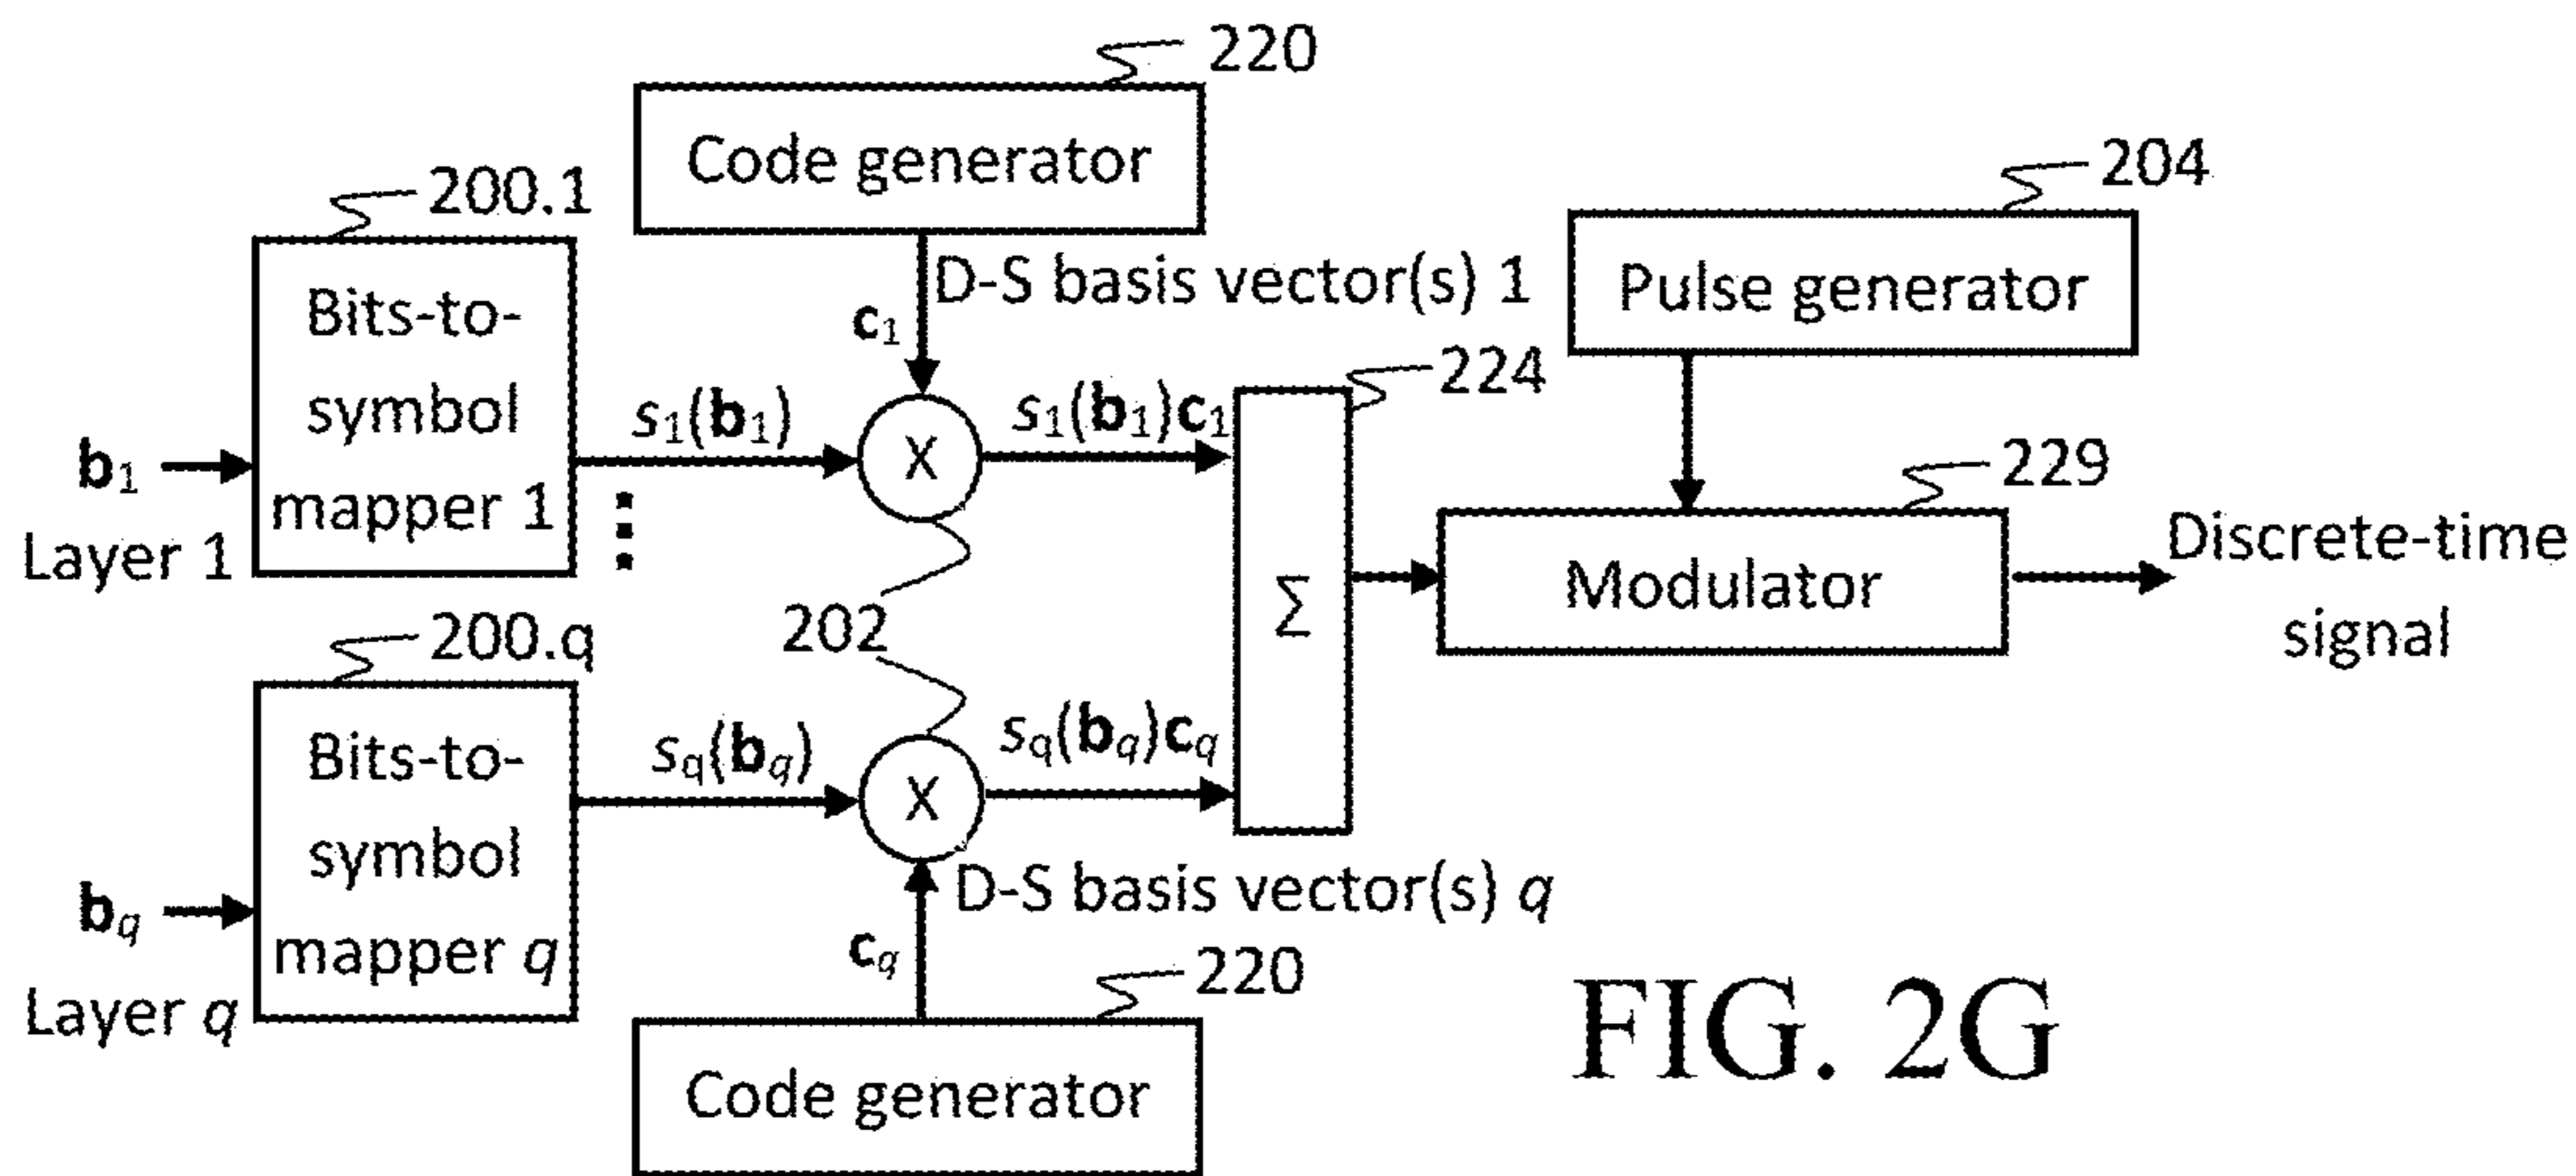 220
Code generator
204
200.1
Pulse generator
D-S basis vector(s) 1
c1
Bits-to-
symbol
mapper 1
224
s1(b1)
X
s1(b1)c1
b1
Layer 1
229
Modulator
Discrete-time
signal
Σ
202
200.q
Bits-to-
symbol
mapper q
sq(bq)
X
sq(bq)cq
bq
Layer q
D-S basis vector(s) q
cq
220
Code generator
FIG. 2G